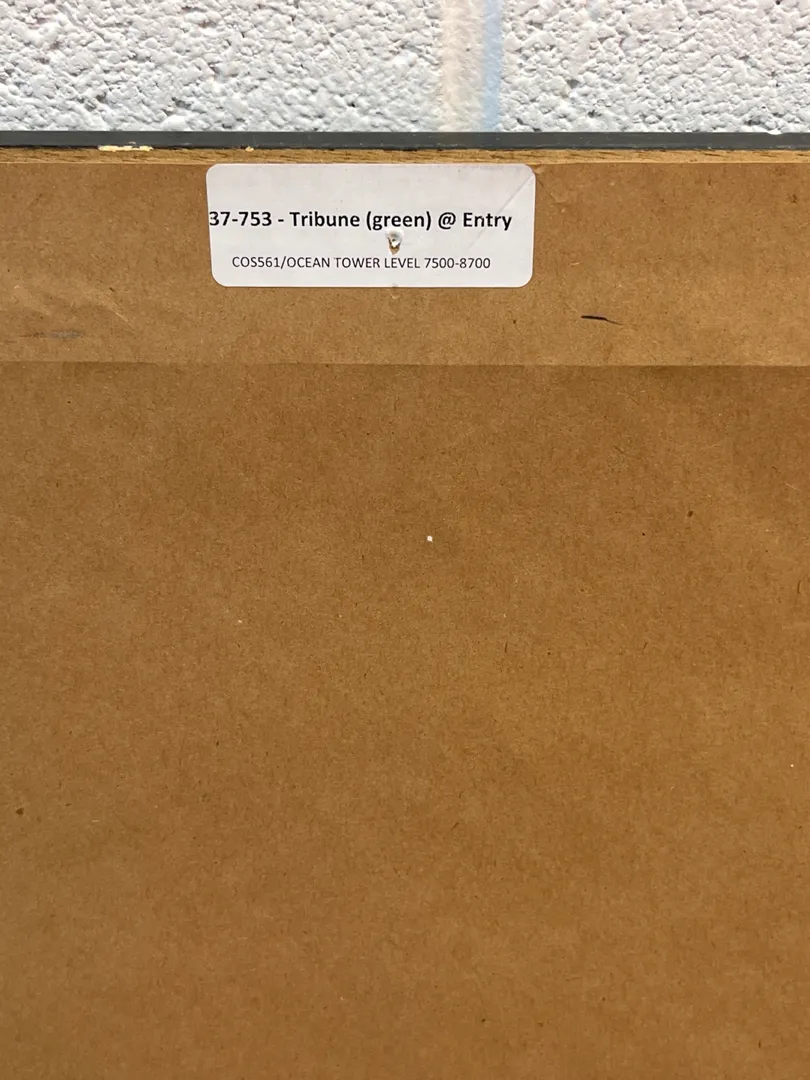 37-753 - Tribune (green) @ Entry
COS561/OCEAN TOWER LEVEL 7500-8700